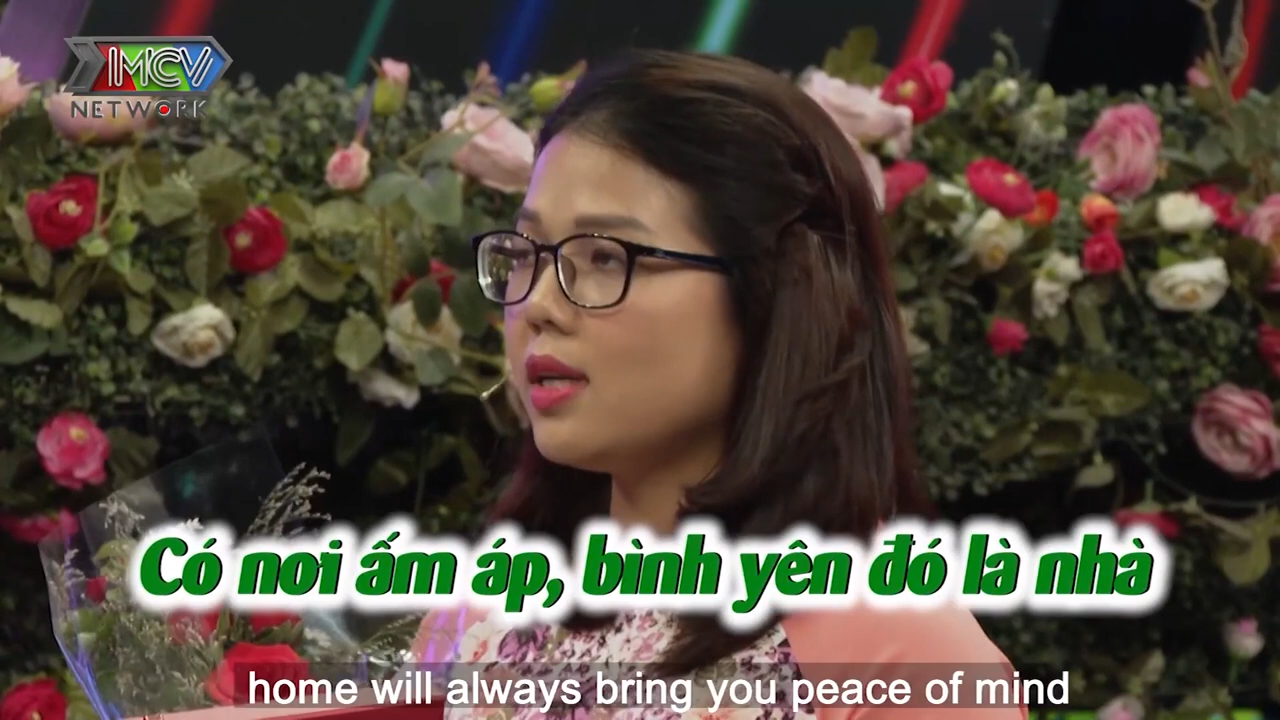 MCV
NETWORK
Có nơi ấm áp, bình yên đó là nhà
home will always bring you peace of mind